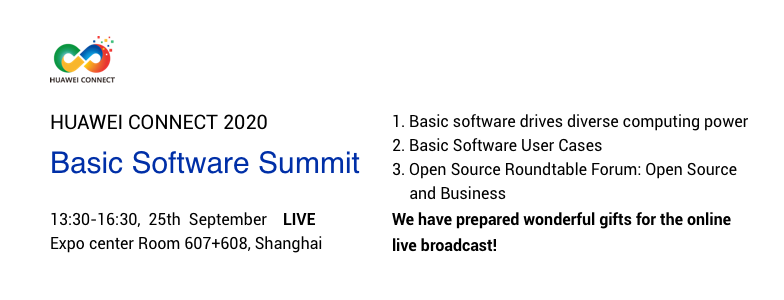 HUAWEI CONNECT
HUAWEI CONNECT 2020
Basic Software Summit
13:30-16:30, 25th September LIVE
Expo center Room 607+608, Shanghai
1. Basic software drives diverse computing power
2. Basic Software User Cases
3. Open Source Roundtable Forum: Open Source
and Business
We have prepared wonderful gifts for the online
live broadcast!